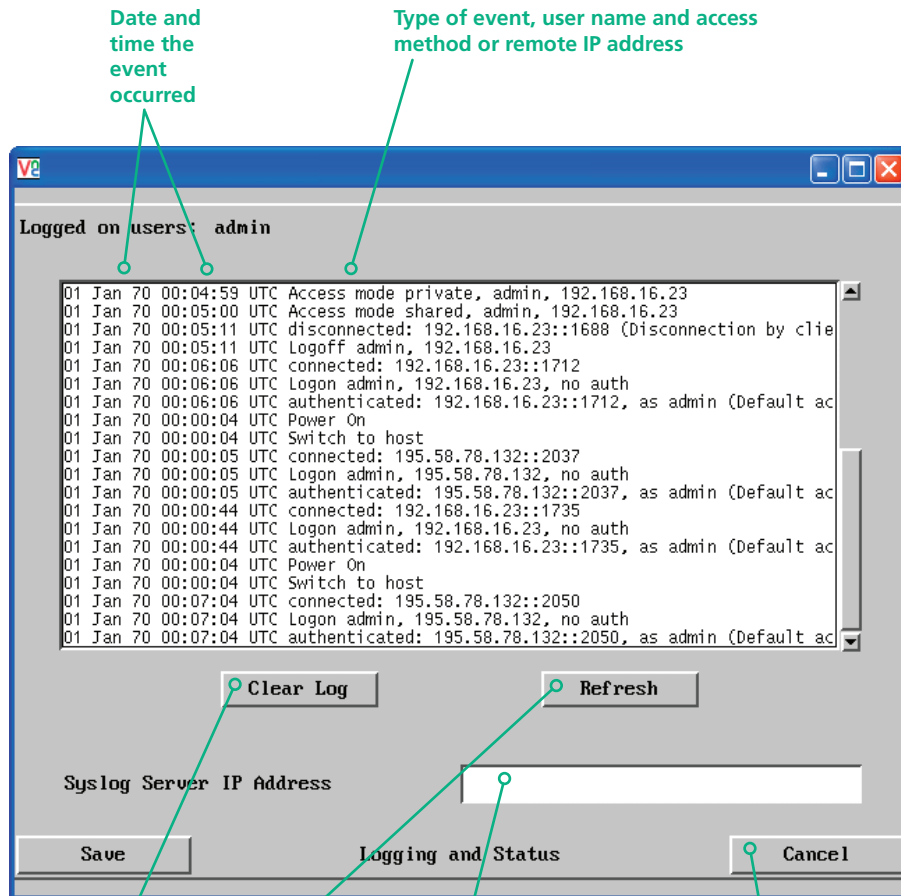 Date and
time the
event
occurred
Type of event, user name and access
method or remote IP address
Logged on users: admin
01 Jan 70 00:04:59 UTC Access mode private, admin, 192.168.16.23
01 Jan 70 00:05:00 UTC Access mode shared, admin, 192.168.16.23
01 Jan 70 00:05:11 UTC disconnected: 192.168.16.23::1688 (Disconnection by clie
01 Jan 70 00:05:11 UTC Logoff admin, 192.168.16.23
01 Jan 70 00:06:06 UTC connected: 192.168.16.23::1712
01 Jan 70 00:06:06 UTC Logon admin, 192.168.16.23, no auth
01 Jan 70 00:06:06 UTC authenticated: 192.168.16.23::1712, as admin (Default ac
01 Jan 70 00:00:04 UTC Power On
01 Jan 70 00:00:04 UTC Switch to host
01 Jan 70 00:00:05 UTC connected: 195.58.78.132::2037
01 Jan 70 00:00:05 UTC Logon admin, 195.58.78.132, no auth
01 Jan 70 00:00:05 UTC authenticated: 195.58.78.132::2037, as admin (Default ac
01 Jan 70 00:00:44 UTC connected: 192.168.16.23::1735
01 Jan 70 00:00:44 UTC Logon admin, 192.168.16.23, no auth
01 Jan 70 00:00:44 UTC authenticated: 192.168.16.23::1735, as admin (Default ac
01 Jan 70 00:00:04 UTC Power On
01 Jan 70 00:00:04 UTC Switch to host
01 Jan 70 00:07:04 UTC connected: 195.58.78.132::2050
01 Jan 70 00:07:04 UTC Logon admin, 195.58.78.132, no auth
01 Jan 70 00:07:04 UTC authenticated: 195.58.78.132::2050, as admin (Default ac
Clear Log
Refresh
Syslog Server IP Address
Save
Logging and Status
Cancel